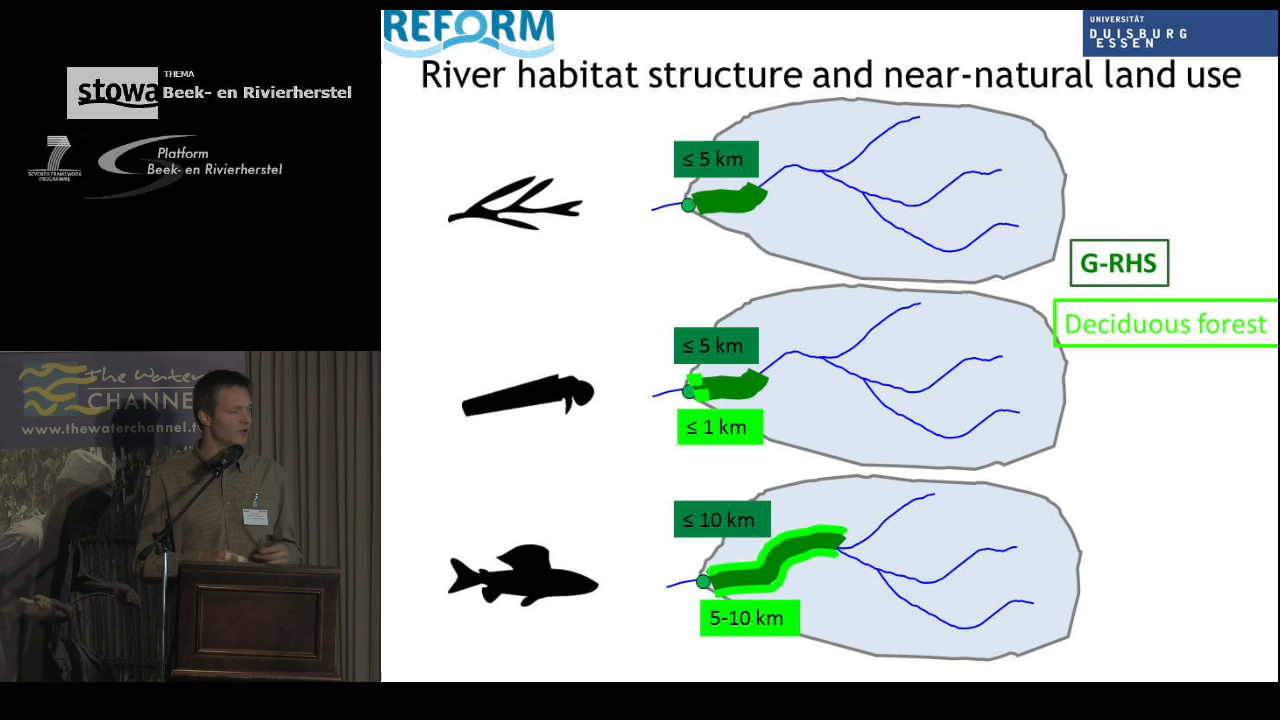 stowa
THEMA
Beek- en Rivierherstel
7
SEVENTH FRAMEWORK
PROGRAMME
Platform
Beek- en Rivierherstel
the Water
CHANNE
www.thewaterchannel.t
REFORM
UNIVERSITÄT
DUISBURG
ESSEN
River habitat structure and near-natural land use
≤ 5 km
G-RHS
Deciduous forest
≤ 5 km
≤ 1 km
≤ 10 km
5-10 km